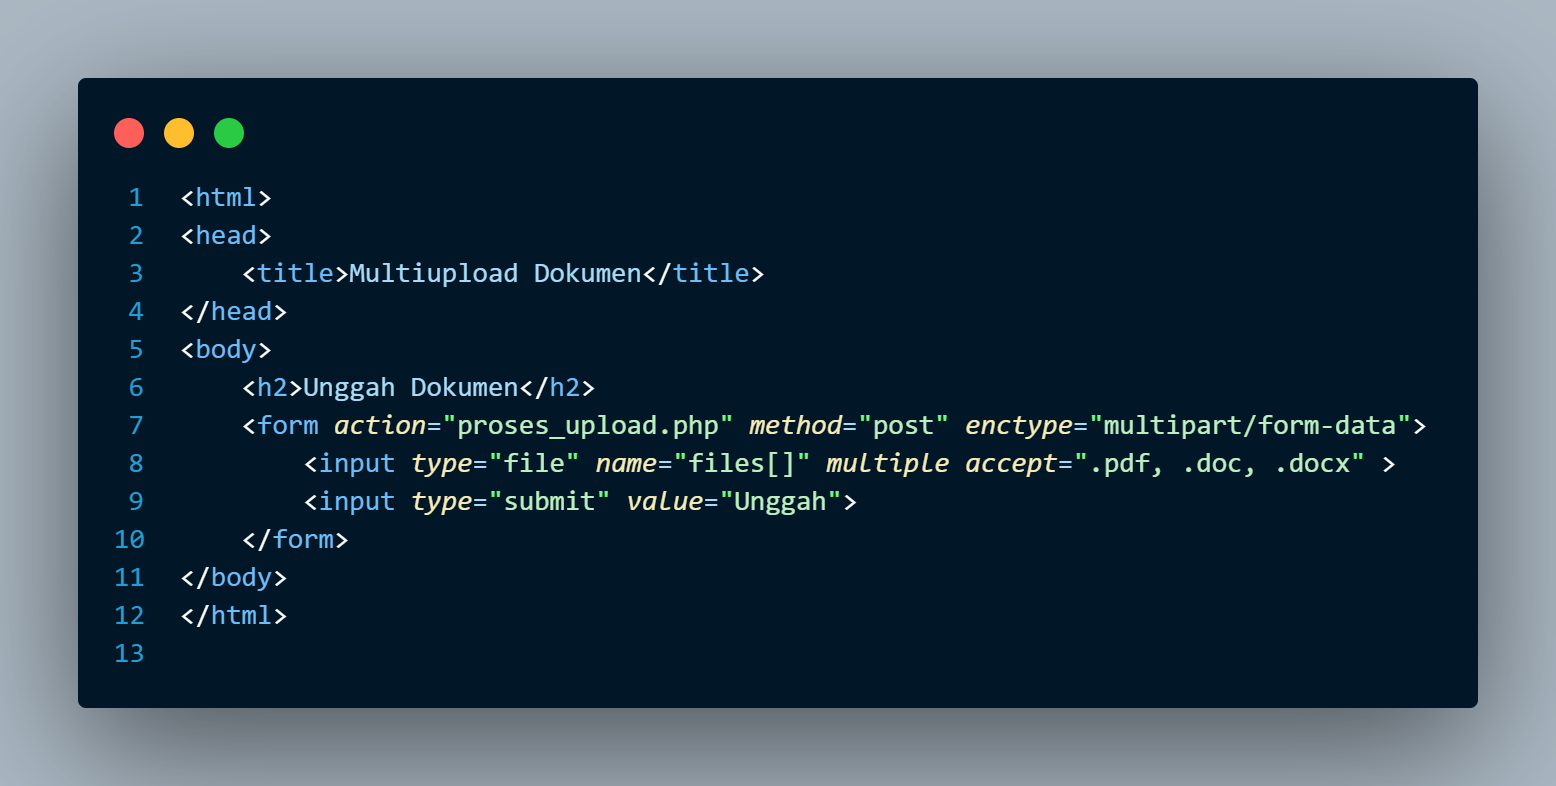 1 <html>
2 <head>
3     <title>Multiupload Dokumen</title>
4 </head>
5 <body>
6     <h2>Unggah Dokumen</h2>
7     <form action="proses_upload.php" method="post" enctype="multipart/form-data">
8         <input type="file" name="files[]" multiple accept=".pdf, .doc, .docx" >
9         <input type="submit" value="Unggah">
10     </form>
11 </body>
12 </html>
13